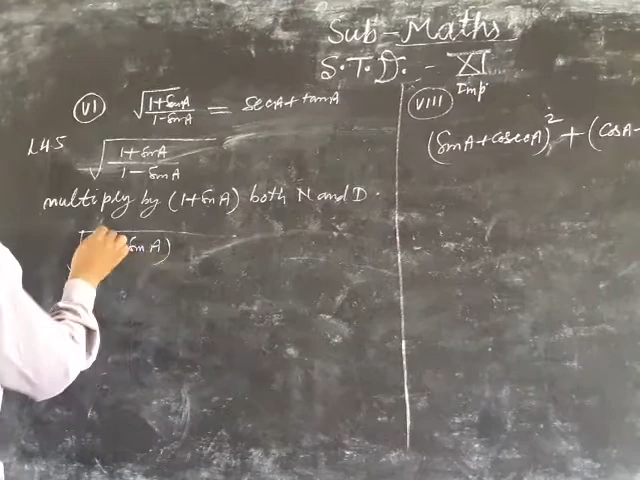 Sub-Maths
S.T.D. - XI
(VI) √(1+sinA / 1-sinA) = secA+tanA
LHS
√(1+sinA / 1-sinA)
multiply by (1+sinA) both N and D.
sinA)
(VIII) Imp
(sinA+cosecA)² + (cosA